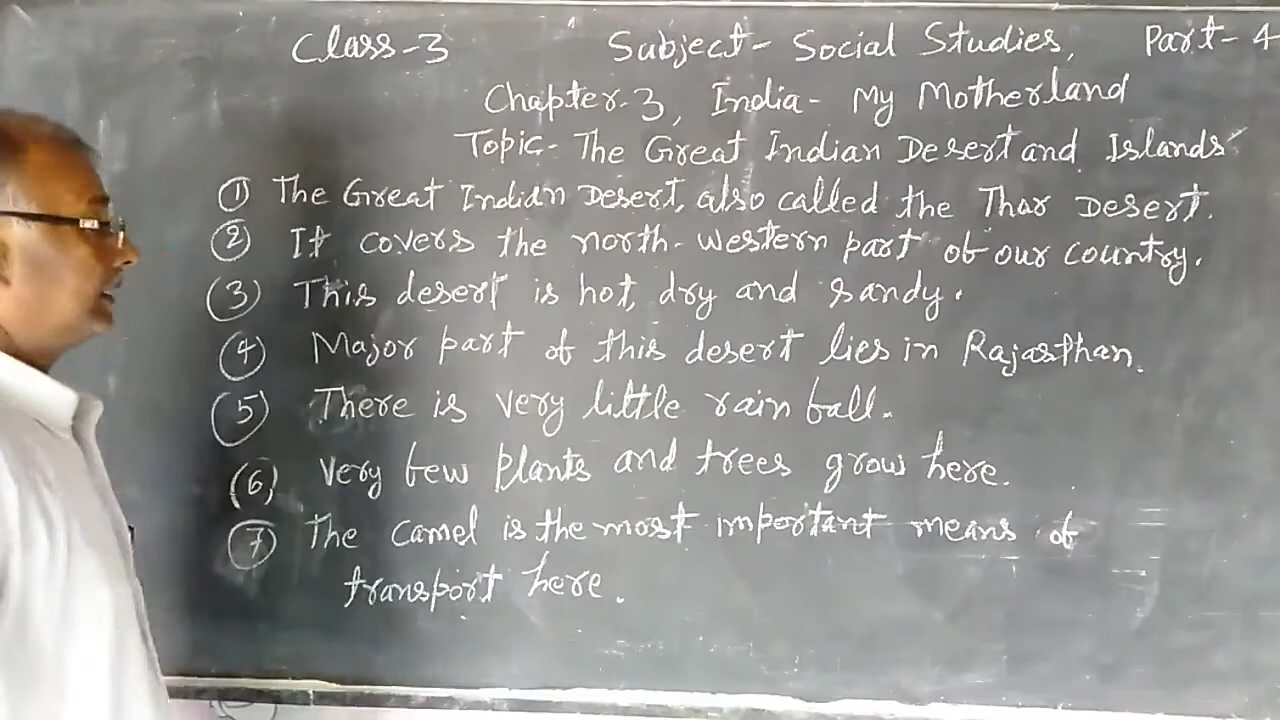 Class-3 Subject- Social Studies, Part-4
Chapter-3, India- My Motherland
Topic- The Great Indian Desert and Islands
① The Great Indian Desert, also called the Thar Desert.
② It covers the north-western part of our country.
(3) This desert is hot, dry and sandy.
(4) Major part of this desert lies in Rajasthan.
(5) There is very little rain fall.
(6) Very few plants and trees grow here.
(7) The camel is the most important means of
transport here.